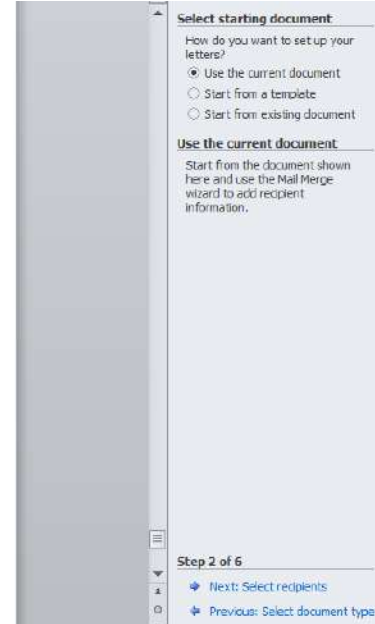 Select starting document
How do you want to set up your
letters?
Use the current document
Start from a template
Start from existing document
Use the current document
Start from the document shown
here and use the Mail Merge
wizard to add recipient
information.
Step 2 of 6
Next: Select recipients
Previous: Select document type